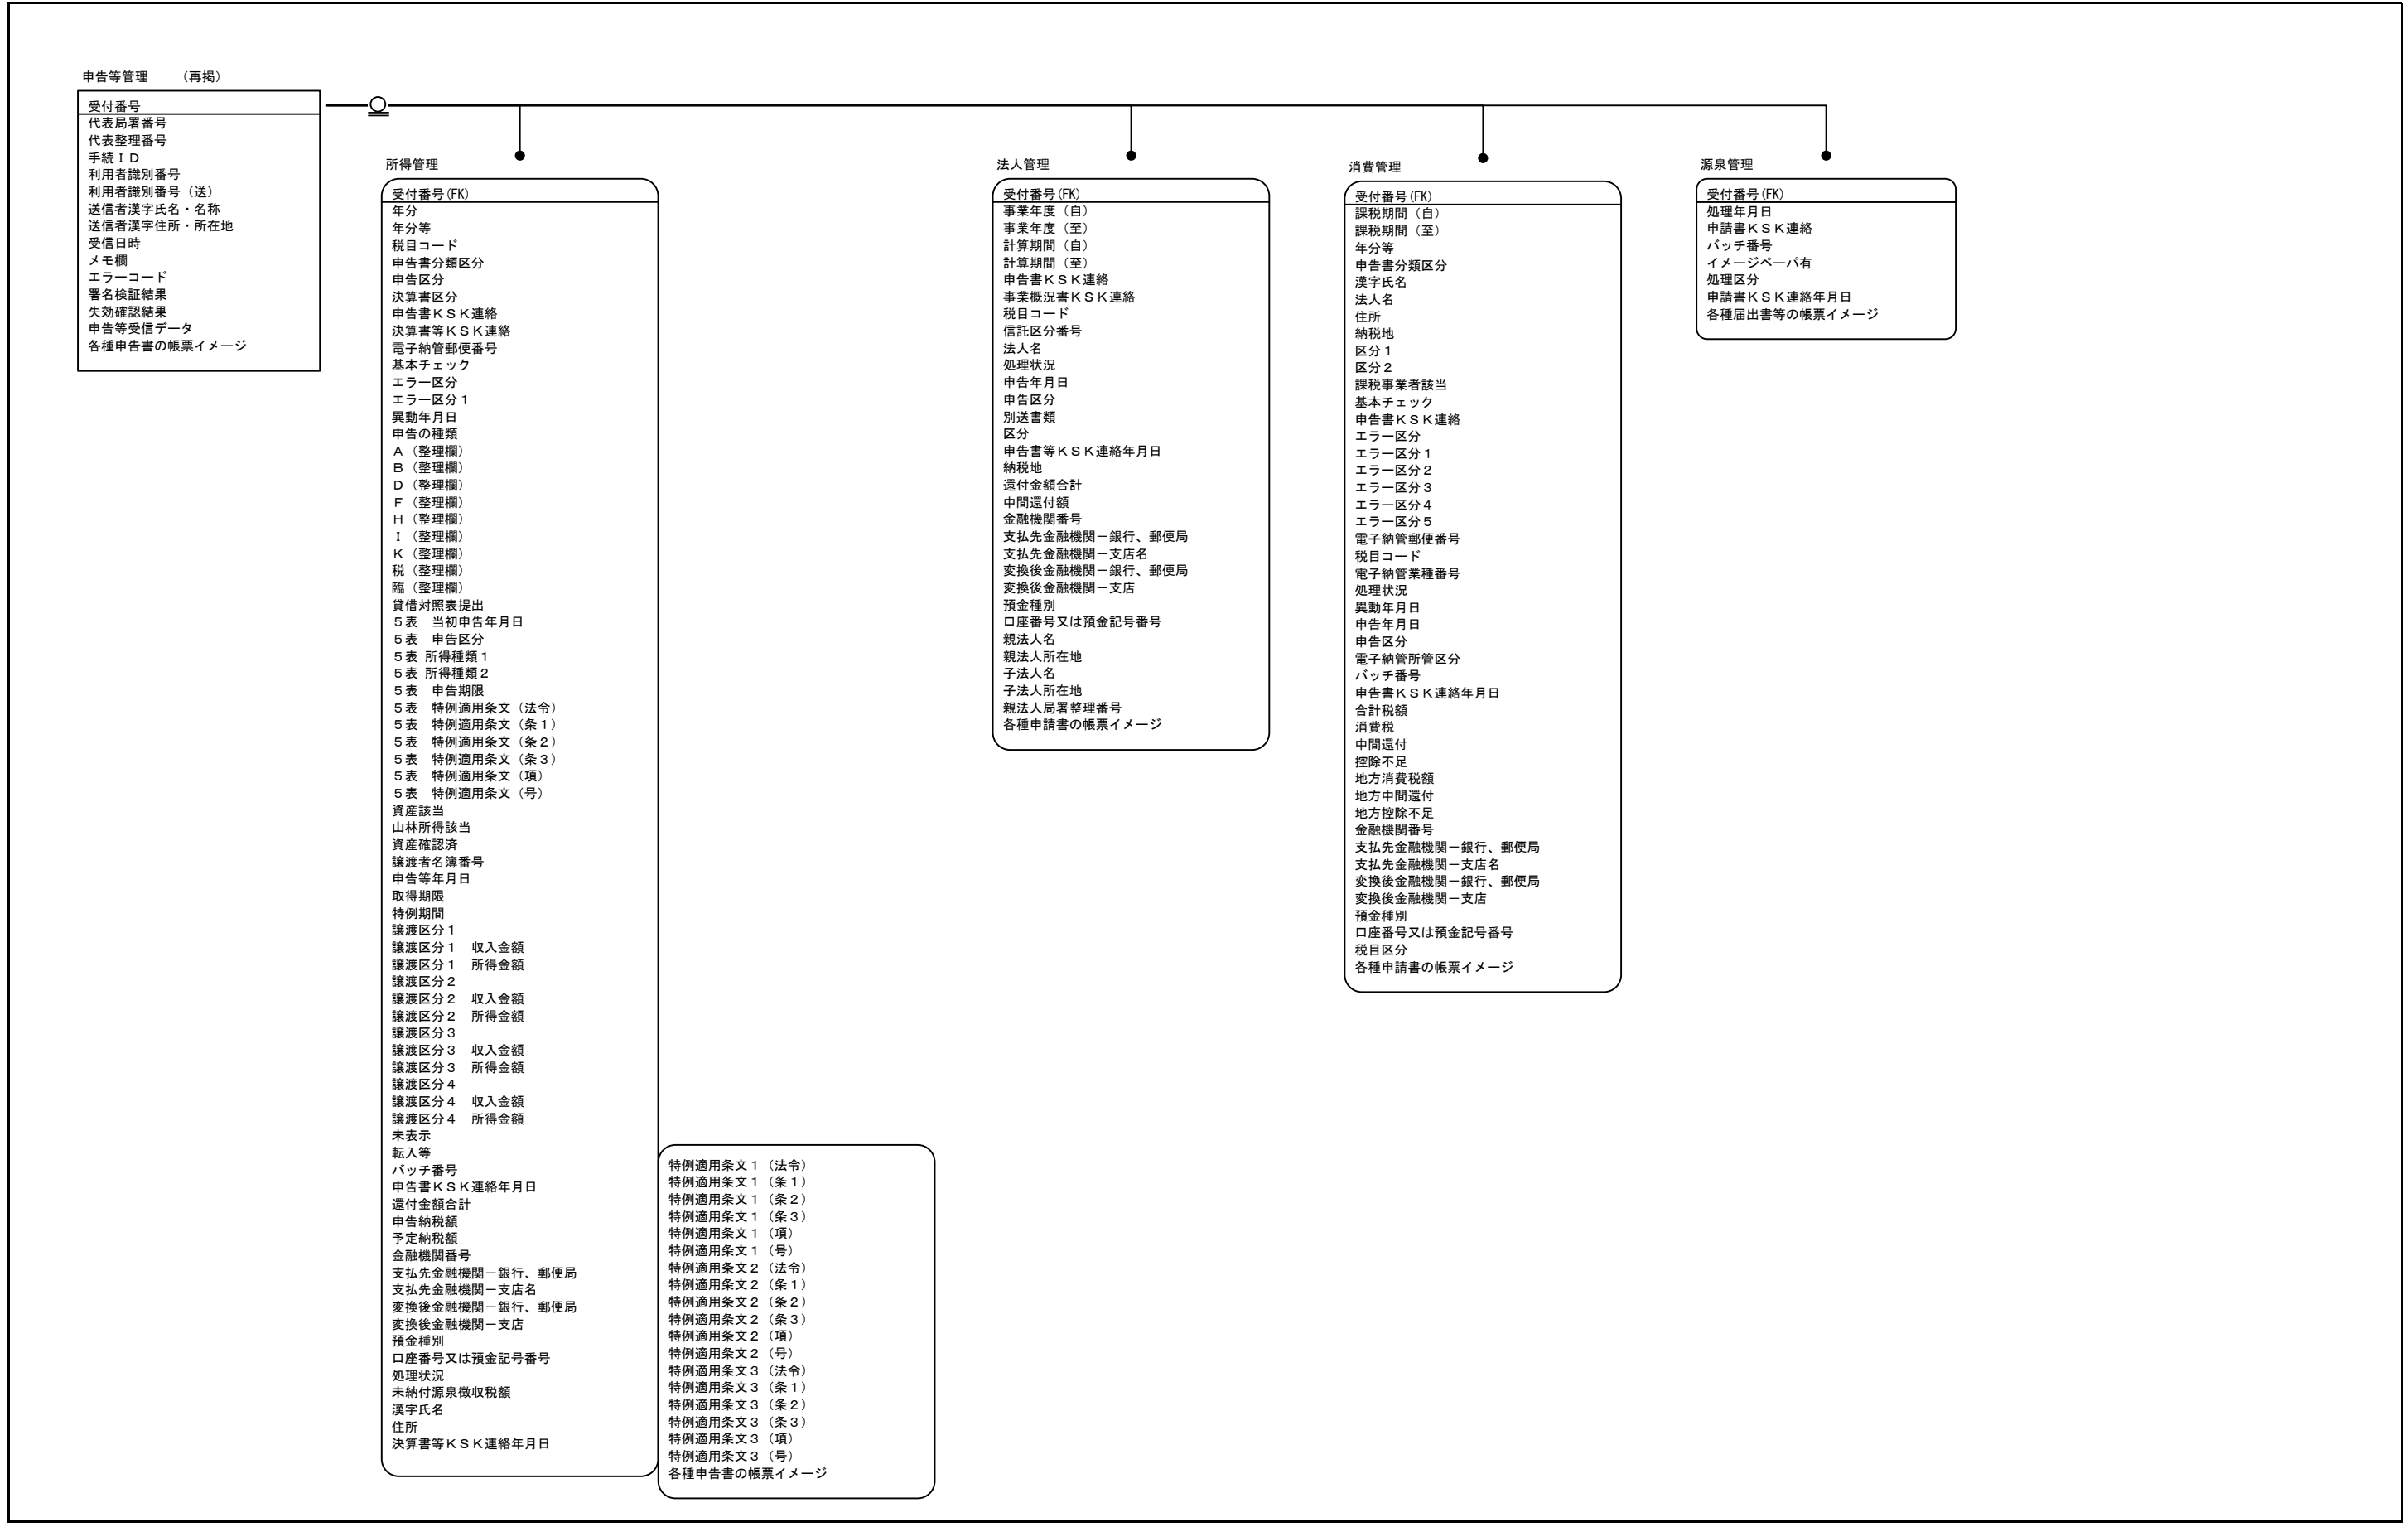 申告等管理　　（再掲）
受付番号
代表局署番号
代表整理番号
手続ＩＤ
利用者識別番号
利用者識別番号（送）
送信者漢字氏名・名称
送信者漢字住所・所在地
受信日時
メモ欄
エラーコード
署名検証結果
失効確認結果
申告等受信データ
各種申告書の帳票イメージ
所得管理
受付番号(FK)
年分
年分等
税目コード
申告書分類区分
申告区分
決算書区分
申告書ＫＳＫ連絡
決算書等ＫＳＫ連絡
電子納管郵便番号
基本チェック
エラー区分
エラー区分１
異動年月日
申告の種類
Ａ（整理欄）
Ｂ（整理欄）
Ｄ（整理欄）
Ｆ（整理欄）
Ｈ（整理欄）
Ｉ（整理欄）
Ｋ（整理欄）
税（整理欄）
臨（整理欄）
貸借対照表提出
５表　当初申告年月日
５表　申告区分
５表 所得種類１
５表 所得種類２
５表　申告期限
５表　特例適用条文（法令）
５表　特例適用条文（条１）
５表　特例適用条文（条２）
５表　特例適用条文（条３）
５表　特例適用条文（項）
５表　特例適用条文（号）
資産該当
山林所得該当
資産確認済
譲渡者名簿番号
申告等年月日
取得期限
特例期間
譲渡区分１
譲渡区分１　収入金額
譲渡区分１　所得金額
譲渡区分２
譲渡区分２　収入金額
譲渡区分２　所得金額
譲渡区分３
譲渡区分３　収入金額
譲渡区分３　所得金額
譲渡区分４
譲渡区分４　収入金額
譲渡区分４　所得金額
未表示
転入等
バッチ番号
申告書ＫＳＫ連絡年月日
還付金額合計
申告納税額
予定納税額
金融機関番号
支払先金融機関－銀行、郵便局
支払先金融機関－支店名
変換後金融機関－銀行、郵便局
変換後金融機関－支店
預金種別
口座番号又は預金記号番号
処理状況
未納付源泉徴収税額
漢字氏名
住所
決算書等ＫＳＫ連絡年月日
特例適用条文１（法令）
特例適用条文１（条１）
特例適用条文１（条２）
特例適用条文１（条３）
特例適用条文１（項）
特例適用条文１（号）
特例適用条文２（法令）
特例適用条文２（条１）
特例適用条文２（条２）
特例適用条文２（条３）
特例適用条文２（項）
特例適用条文２（号）
特例適用条文３（法令）
特例適用条文３（条１）
特例適用条文３（条２）
特例適用条文３（条３）
特例適用条文３（項）
特例適用条文３（号）
各種申告書の帳票イメージ
法人管理
受付番号(FK)
事業年度（自）
事業年度（至）
計算期間（自）
計算期間（至）
申告書ＫＳＫ連絡
事業概況書ＫＳＫ連絡
税目コード
信託区分番号
法人名
処理状況
申告年月日
申告区分
別送書類
区分
申告書等ＫＳＫ連絡年月日
納税地
還付金額合計
中間還付額
金融機関番号
支払先金融機関－銀行、郵便局
支払先金融機関－支店名
変換後金融機関－銀行、郵便局
変換後金融機関－支店
預金種別
口座番号又は預金記号番号
親法人名
親法人所在地
子法人名
子法人所在地
親法人局署整理番号
各種申請書の帳票イメージ
消費管理
受付番号(FK)
課税期間（自）
課税期間（至）
年分等
申告書分類区分
漢字氏名
法人名
住所
納税地
区分１
区分２
課税事業者該当
基本チェック
申告書ＫＳＫ連絡
エラー区分
エラー区分１
エラー区分２
エラー区分３
エラー区分４
エラー区分５
電子納管郵便番号
税目コード
電子納管業種番号
処理状況
異動年月日
申告年月日
申告区分
電子納管所管区分
バッチ番号
申告書ＫＳＫ連絡年月日
合計税額
消費税
中間還付
控除不足
地方消費税額
地方中間還付
地方控除不足
金融機関番号
支払先金融機関－銀行、郵便局
支払先金融機関－支店名
変換後金融機関－銀行、郵便局
変換後金融機関－支店
預金種別
口座番号又は預金記号番号
税目区分
各種申請書の帳票イメージ
源泉管理
受付番号(FK)
処理年月日
申請書ＫＳＫ連絡
バッチ番号
イメージペーパ有
処理区分
申請書ＫＳＫ連絡年月日
各種届出書等の帳票イメージ